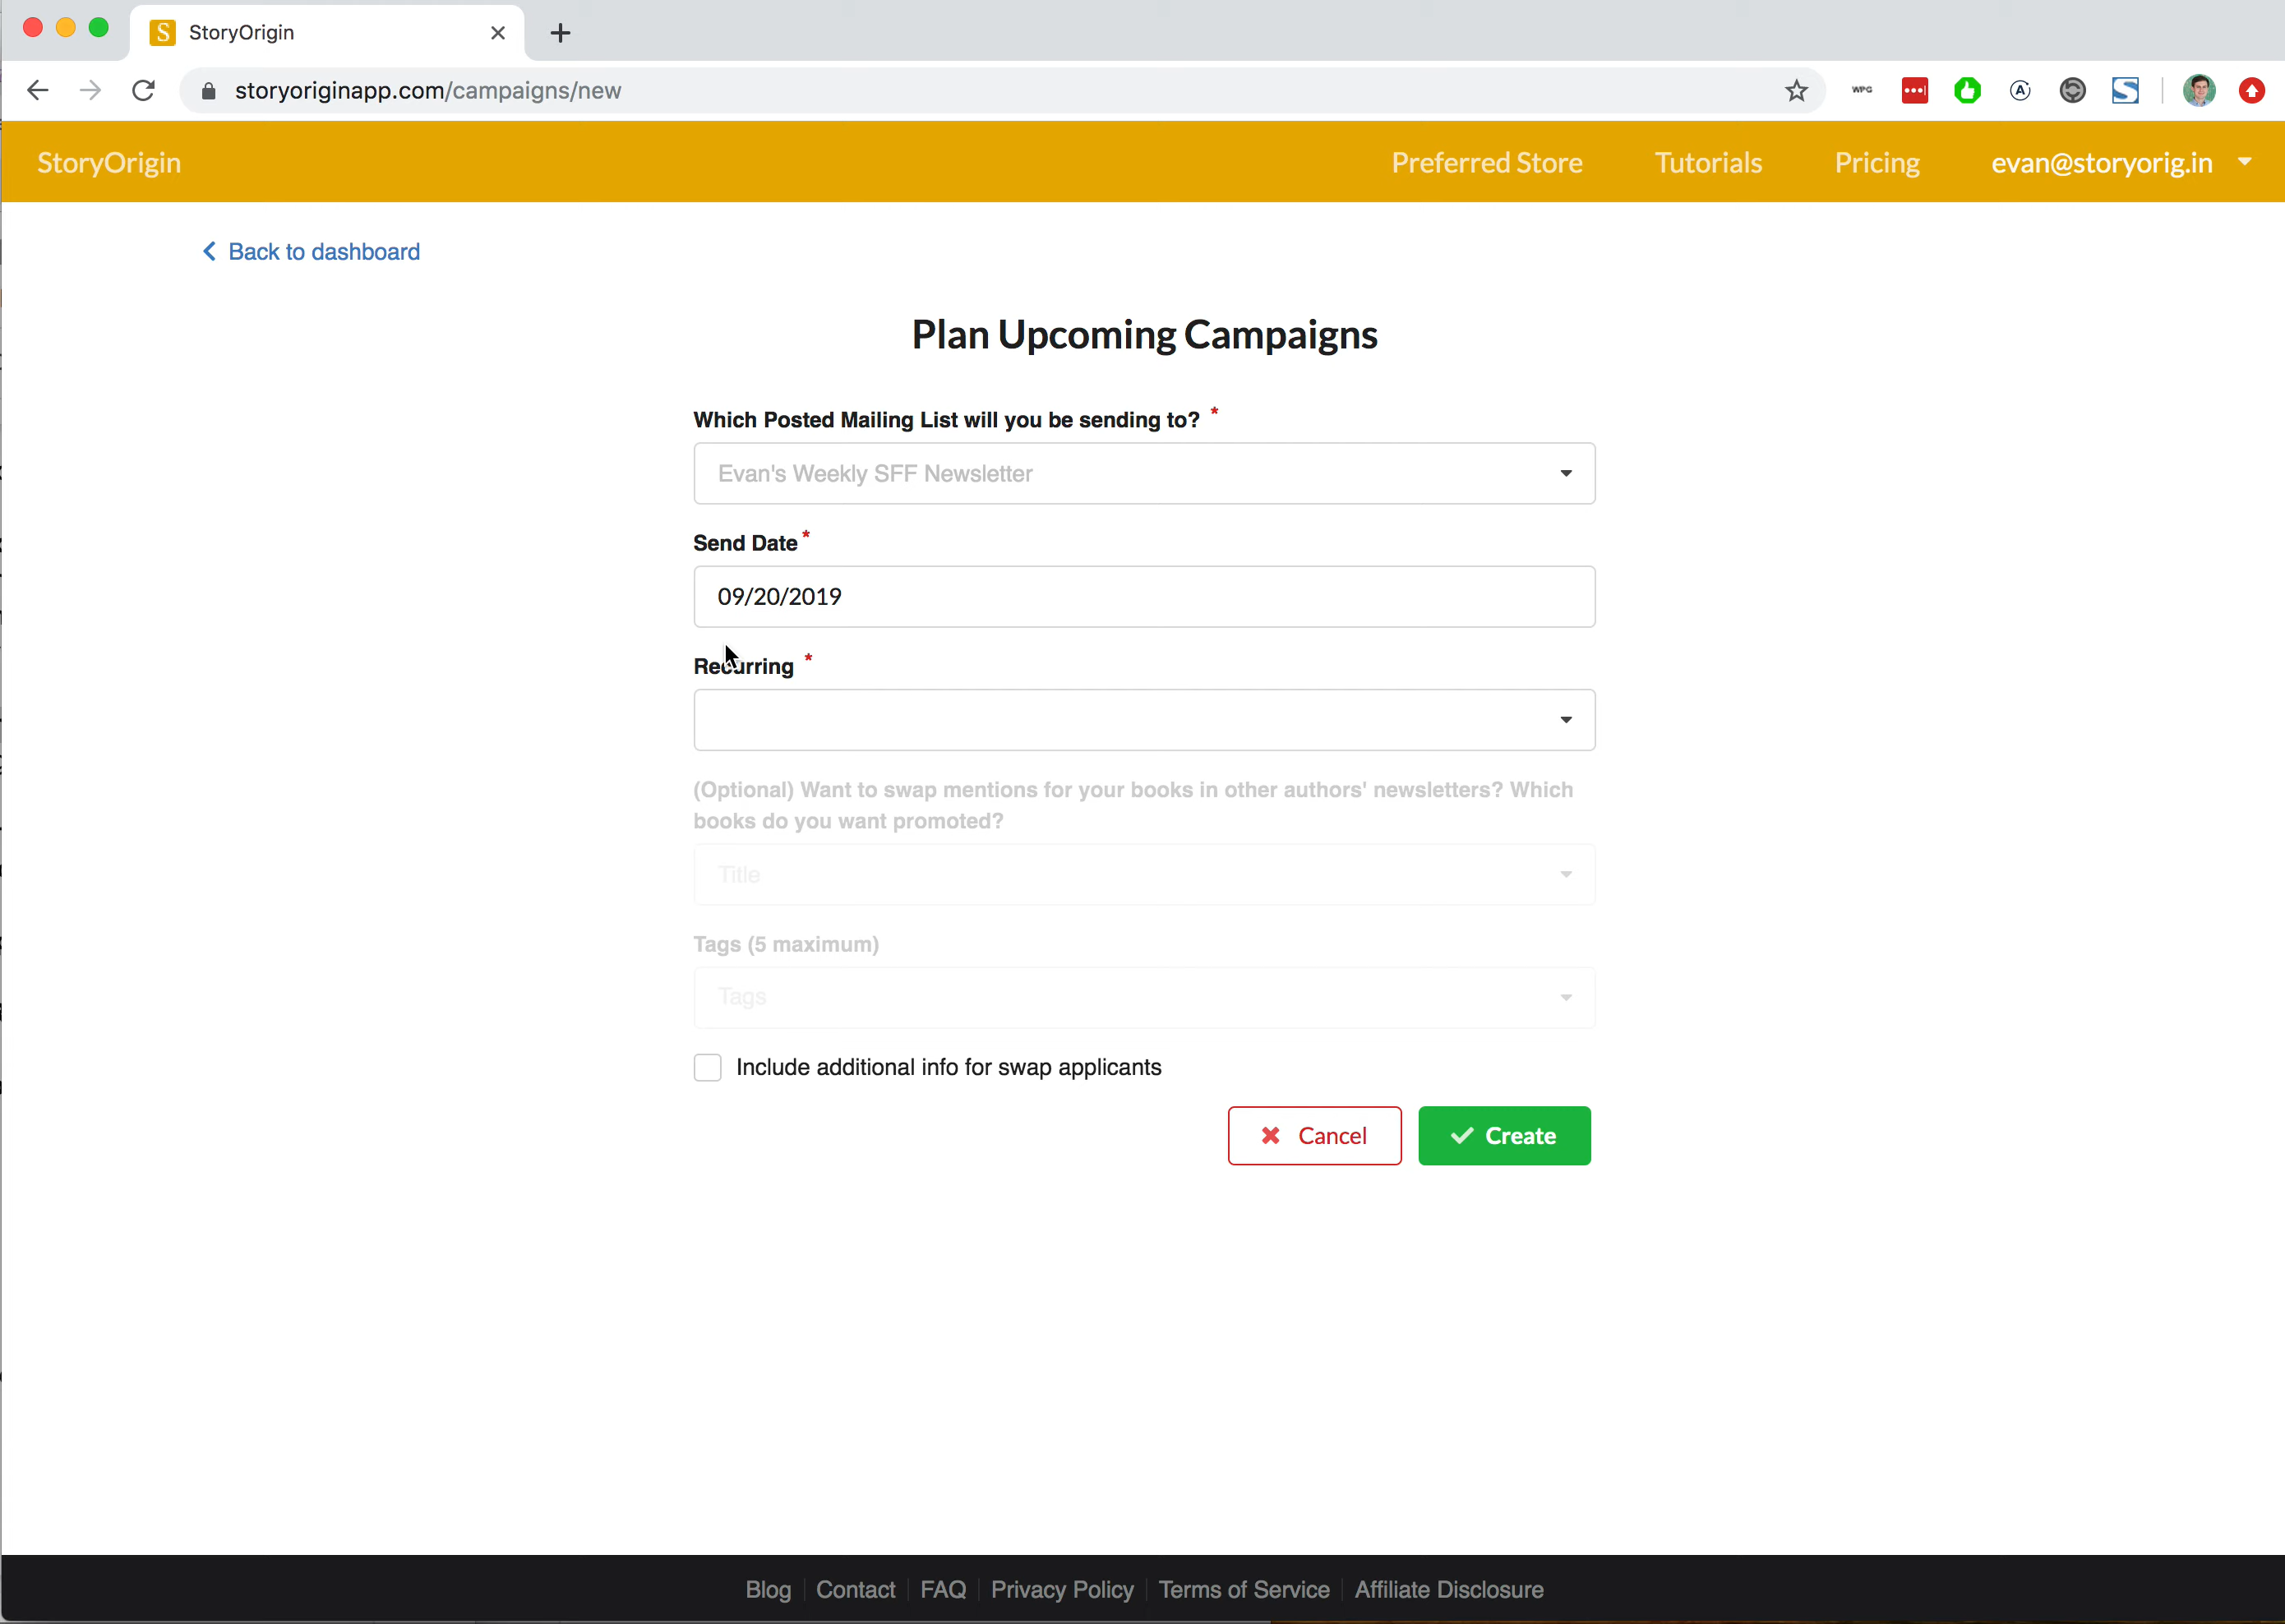 StoryOrigin
storyoriginapp.com/campaigns/new
WPG
StoryOrigin
Preferred Store
Tutorials
Pricing
evan@storyorig.in
Back to dashboard
Plan Upcoming Campaigns
Which Posted Mailing List will you be sending to? *
Evan's Weekly SFF Newsletter
Send Date *
09/20/2019
Recurring *
(Optional) Want to swap mentions for your books in other authors' newsletters? Which
books do you want promoted?
Title
Tags (5 maximum)
Tags
Include additional info for swap applicants
Cancel
Create
Blog
Contact
FAQ
Privacy Policy
Terms of Service
Affiliate Disclosure